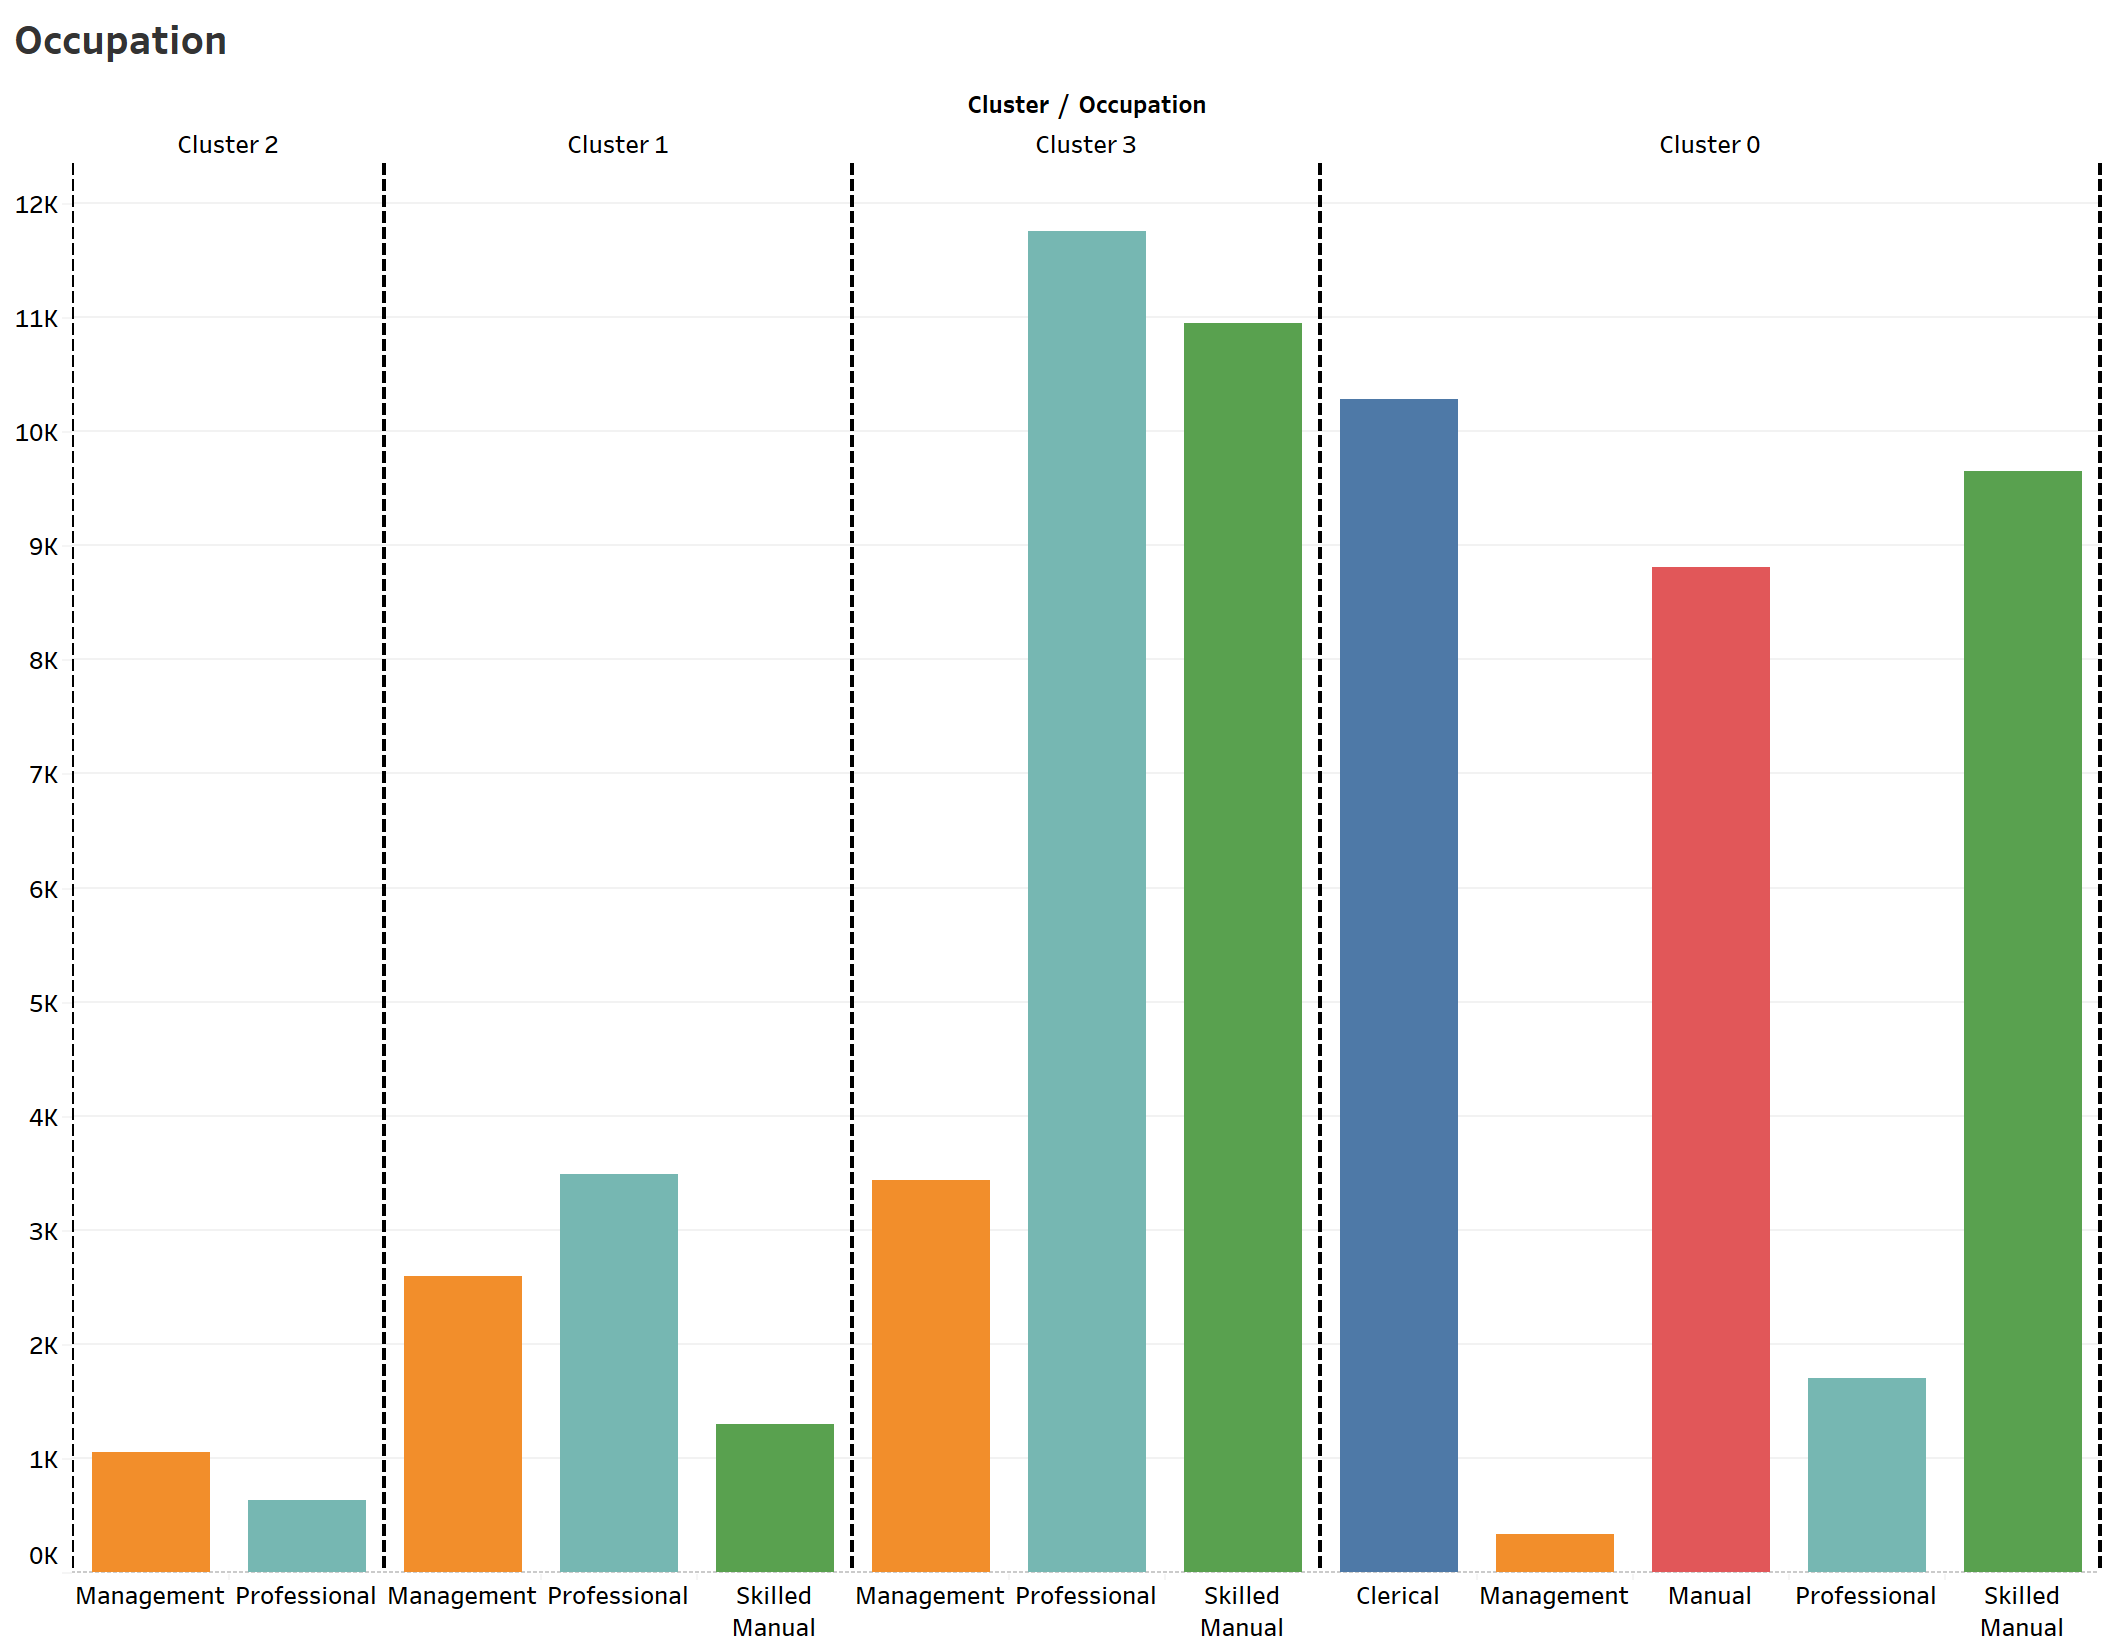 Occupation
Cluster / Occupation
Cluster 2
Cluster 1
Cluster 3
Cluster 0
12K
11K
10K
9K
8K
7K
6K
5K
4K
3K
2K
1K
0K
Management
Professional
Management
Professional
Skilled
Manual
Management
Professional
Skilled
Manual
Clerical
Management
Manual
Professional
Skilled
Manual